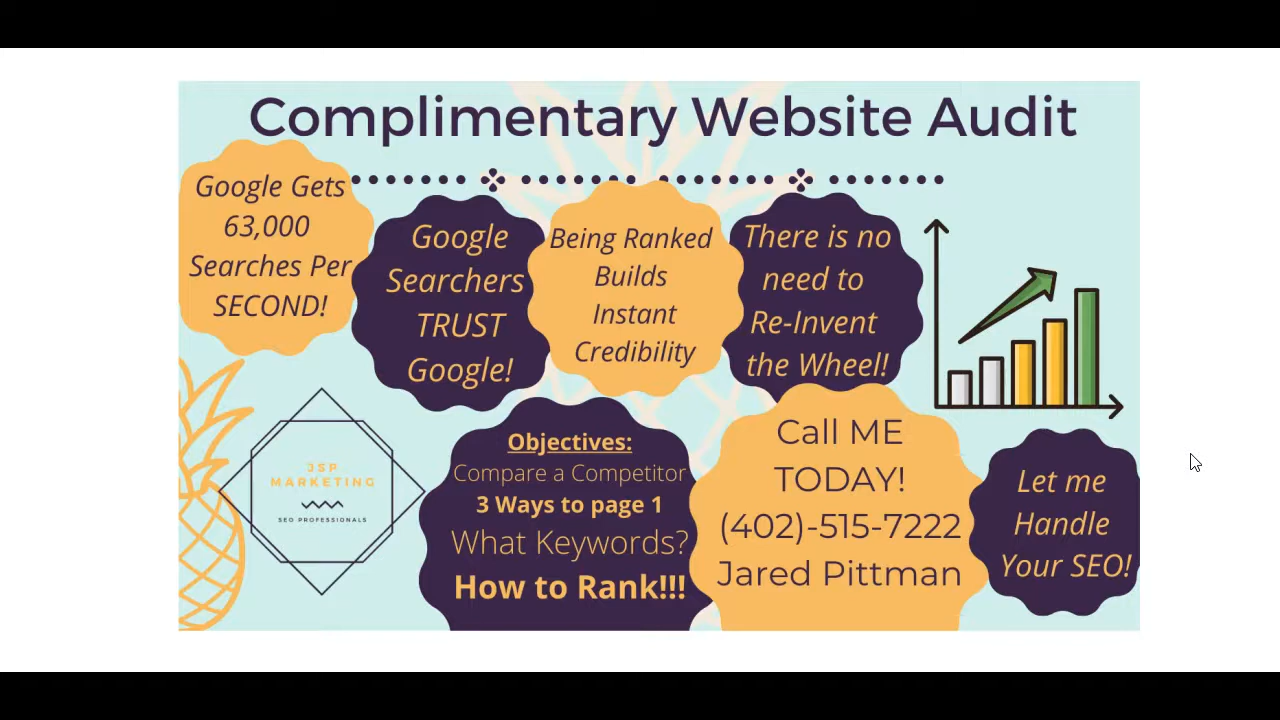 Complimentary Website Audit
Google Gets
63,000
Searches Per
SECOND!
Google
Searchers
TRUST
Google!
Being Ranked
Builds
Instant
Credibility
There is no
need to
Re-Invent
the Wheel!
JSP
MARKETING
SEO PROFESSIONALS
Objectives:
Compare a Competitor
3 Ways to page 1
What Keywords?
How to Rank!!!
Call ME
TODAY!
(402)-515-7222
Jared Pittman
Let me
Handle
Your SEO!